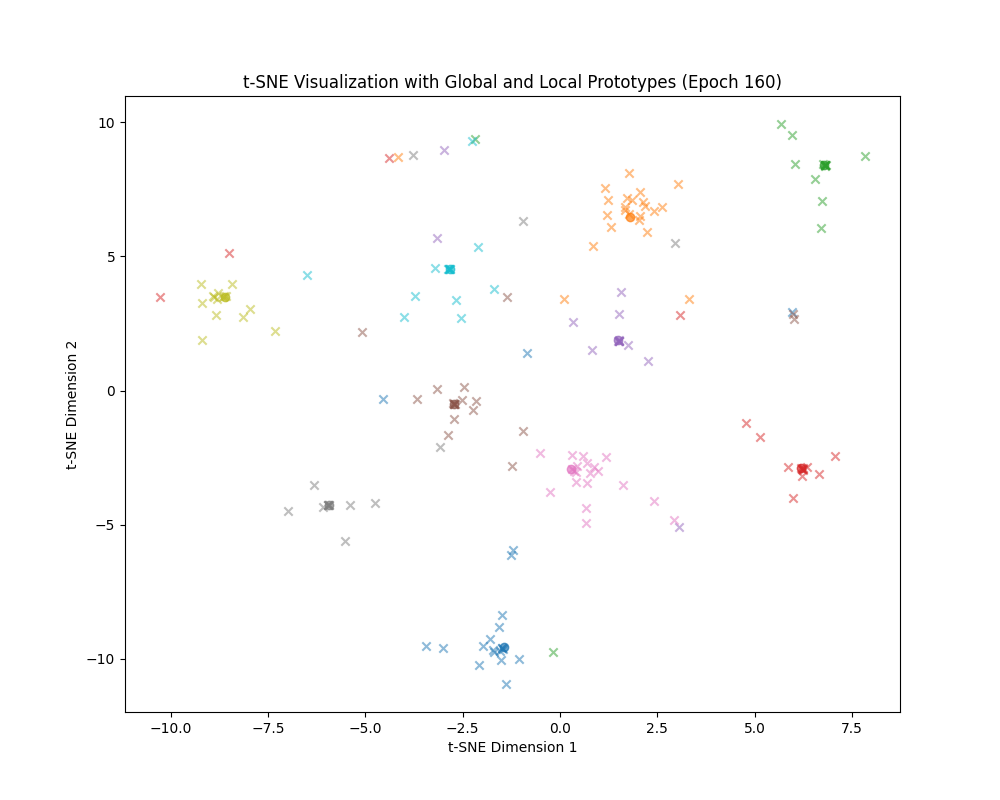 t-SNE Visualization with Global and Local Prototypes (Epoch 160)
10
5
0
−5
−10
t-SNE Dimension 2
−10.0 −7.5 −5.0 −2.5 0.0 2.5 5.0 7.5
t-SNE Dimension 1